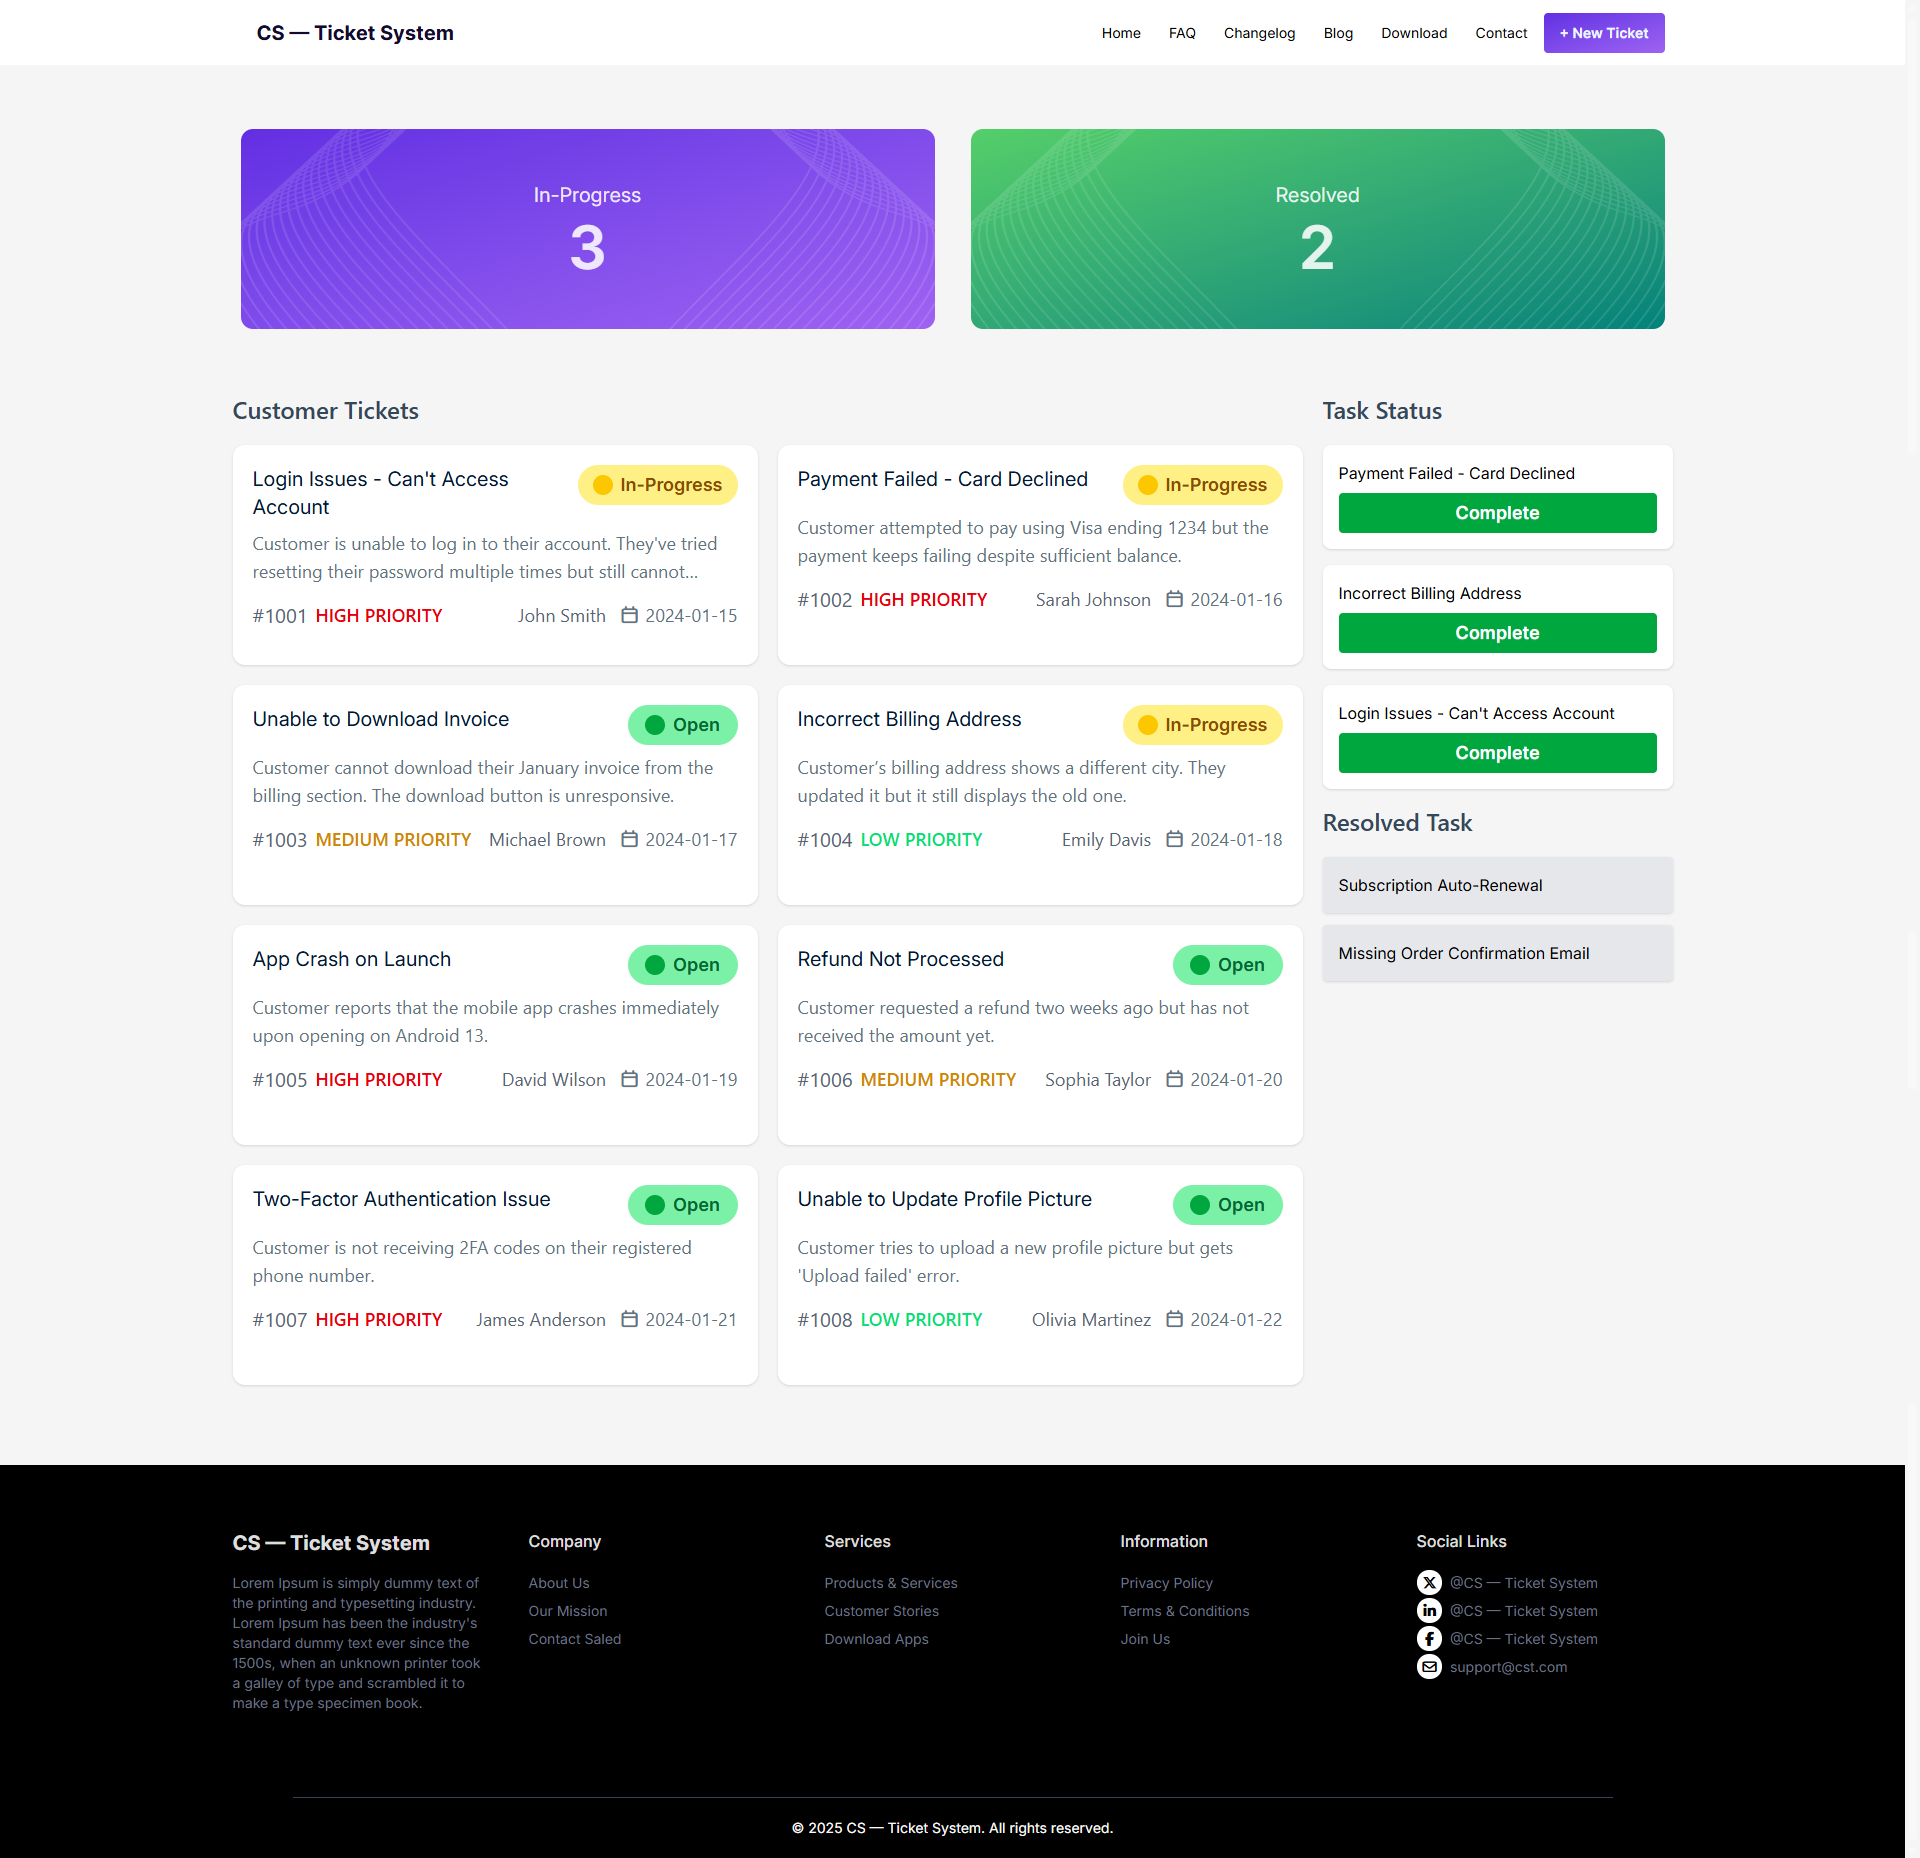 CS — Ticket System
Home
FAQ
Changelog
Blog
Download
Contact
+ New Ticket
In-Progress
3
Resolved
2
Customer Tickets
Login Issues - Can't Access
Account
In-Progress
Customer is unable to log in to their account. They've tried
resetting their password multiple times but still cannot...
#1001 HIGH PRIORITY John Smith 2024-01-15
Payment Failed - Card Declined
In-Progress
Customer attempted to pay using Visa ending 1234 but the
payment keeps failing despite sufficient balance.
#1002 HIGH PRIORITY Sarah Johnson 2024-01-16
Unable to Download Invoice
Open
Customer cannot download their January invoice from the
billing section. The download button is unresponsive.
#1003 MEDIUM PRIORITY Michael Brown 2024-01-17
Incorrect Billing Address
In-Progress
Customer’s billing address shows a different city. They
updated it but it still displays the old one.
#1004 LOW PRIORITY Emily Davis 2024-01-18
App Crash on Launch
Open
Customer reports that the mobile app crashes immediately
upon opening on Android 13.
#1005 HIGH PRIORITY David Wilson 2024-01-19
Refund Not Processed
Open
Customer requested a refund two weeks ago but has not
received the amount yet.
#1006 MEDIUM PRIORITY Sophia Taylor 2024-01-20
Two-Factor Authentication Issue
Open
Customer is not receiving 2FA codes on their registered
phone number.
#1007 HIGH PRIORITY James Anderson 2024-01-21
Unable to Update Profile Picture
Open
Customer tries to upload a new profile picture but gets
'Upload failed' error.
#1008 LOW PRIORITY Olivia Martinez 2024-01-22
Task Status
Payment Failed - Card Declined
Complete
Incorrect Billing Address
Complete
Login Issues - Can't Access Account
Complete
Resolved Task
Subscription Auto-Renewal
Missing Order Confirmation Email
CS — Ticket System
Lorem Ipsum is simply dummy text of
the printing and typesetting industry.
Lorem Ipsum has been the industry's
standard dummy text ever since the
1500s, when an unknown printer took
a galley of type and scrambled it to
make a type specimen book.
Company
About Us
Our Mission
Contact Saled
Services
Products & Services
Customer Stories
Download Apps
Information
Privacy Policy
Terms & Conditions
Join Us
Social Links
@CS — Ticket System
@CS — Ticket System
@CS — Ticket System
support@cst.com
© 2025 CS — Ticket System. All rights reserved.